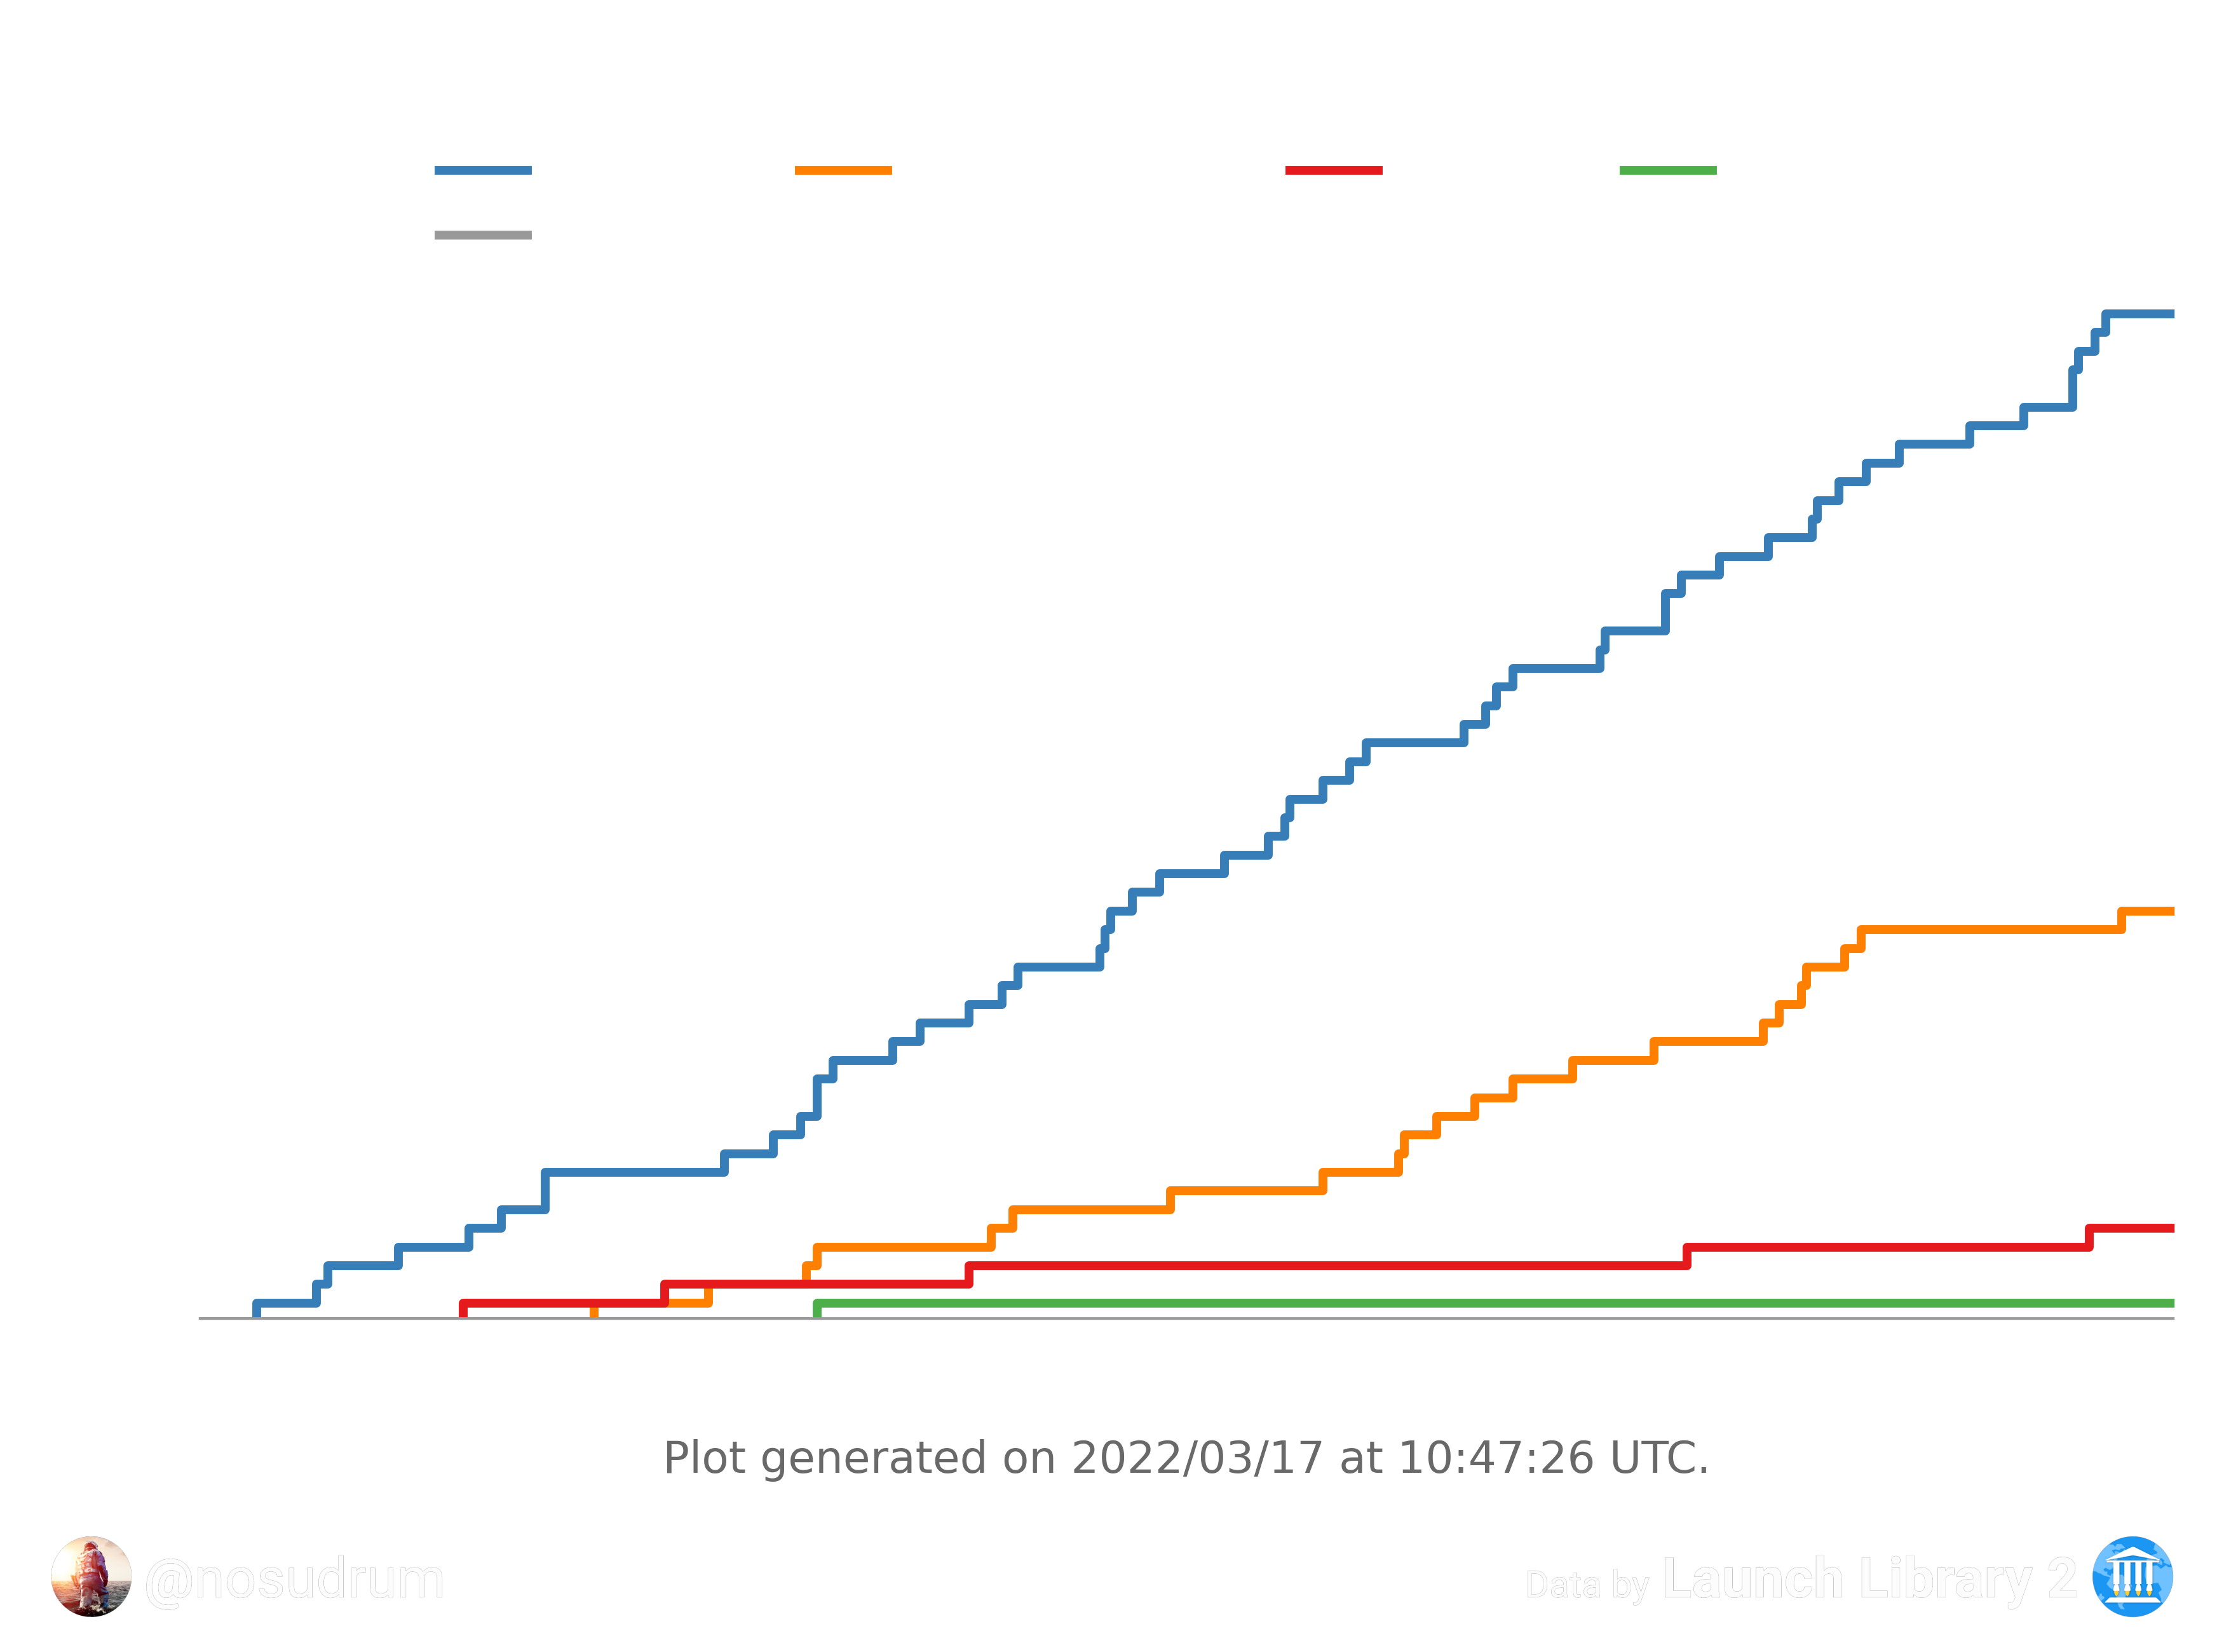 Plot generated on 2022/03/17 at 10:47:26 UTC.
@nosudrum
Data by Launch Library 2